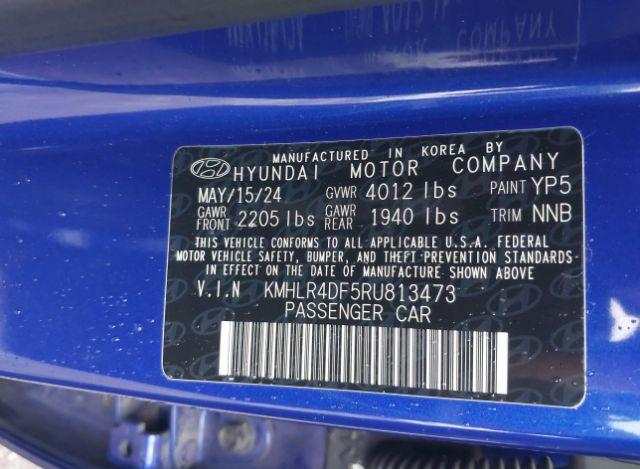 MANUFACTURED IN KOREA BY
HYUNDAI MOTOR COMPANY
MAY/15/24 GVWR 4012 lbs PAINT YP5
GAWR FRONT 2205 lbs GAWR REAR 1940 lbs TRIM NNB
THIS VEHICLE CONFORMS TO ALL APPLICABLE U.S.A. FEDERAL
MOTOR VEHICLE SAFETY, BUMPER, AND THEFT PREVENTION STANDARDS
IN EFFECT ON THE DATE OF MANUFACTURE SHOWN ABOVE
V.I.N KMHLR4DF5RU813473
PASSENGER CAR